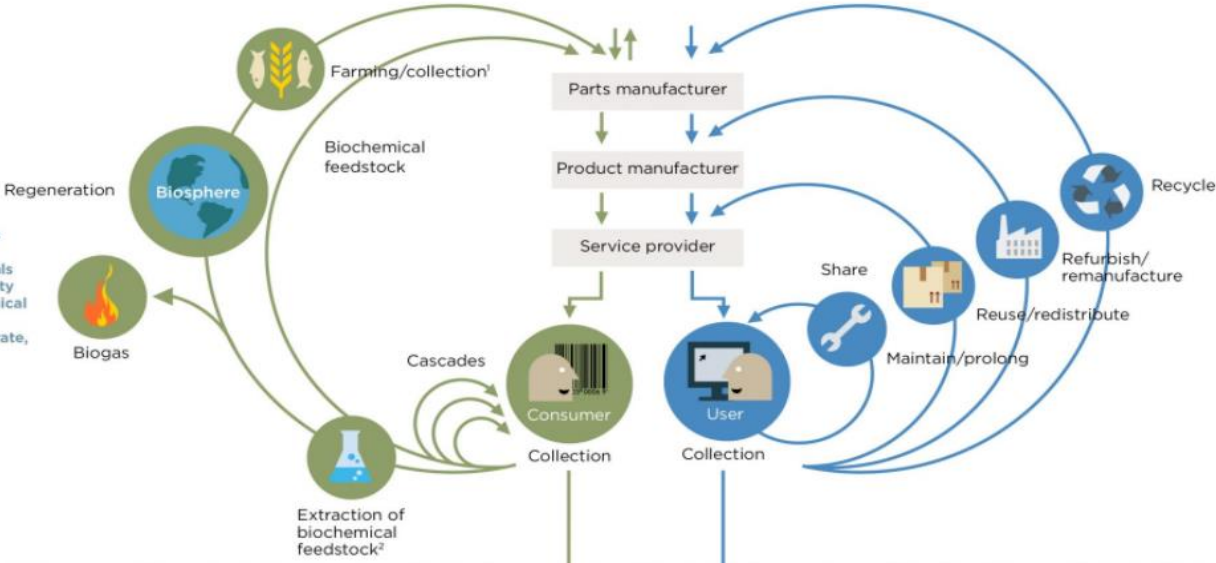 Farming/collection¹
Parts manufacturer
Biochemical
feedstock
Product manufacturer
Regeneration
Biosphere
Recycle
Service provider
Share
Refurbish/
remanufacture
Reuse/redistribute
Biogas
Maintain/prolong
Cascades
Consumer
User
Collection
Collection
Extraction of
biochemical
feedstock²